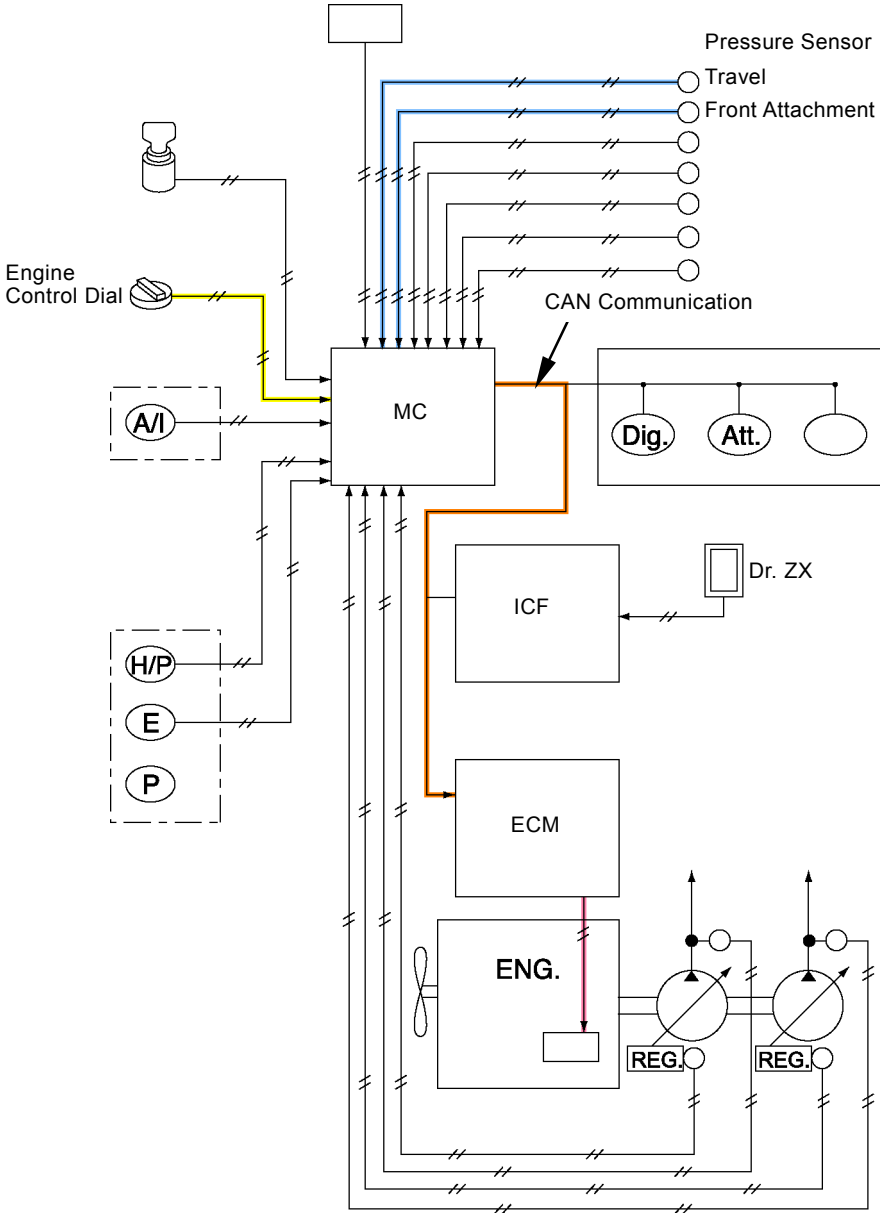 Pressure Sensor
Travel
Front Attachment
Engine
Control Dial
CAN Communication
A/I
MC
Dig.
Att.
ICF
Dr. ZX
H/P
E
P
ECM
ENG.
REG.
REG.